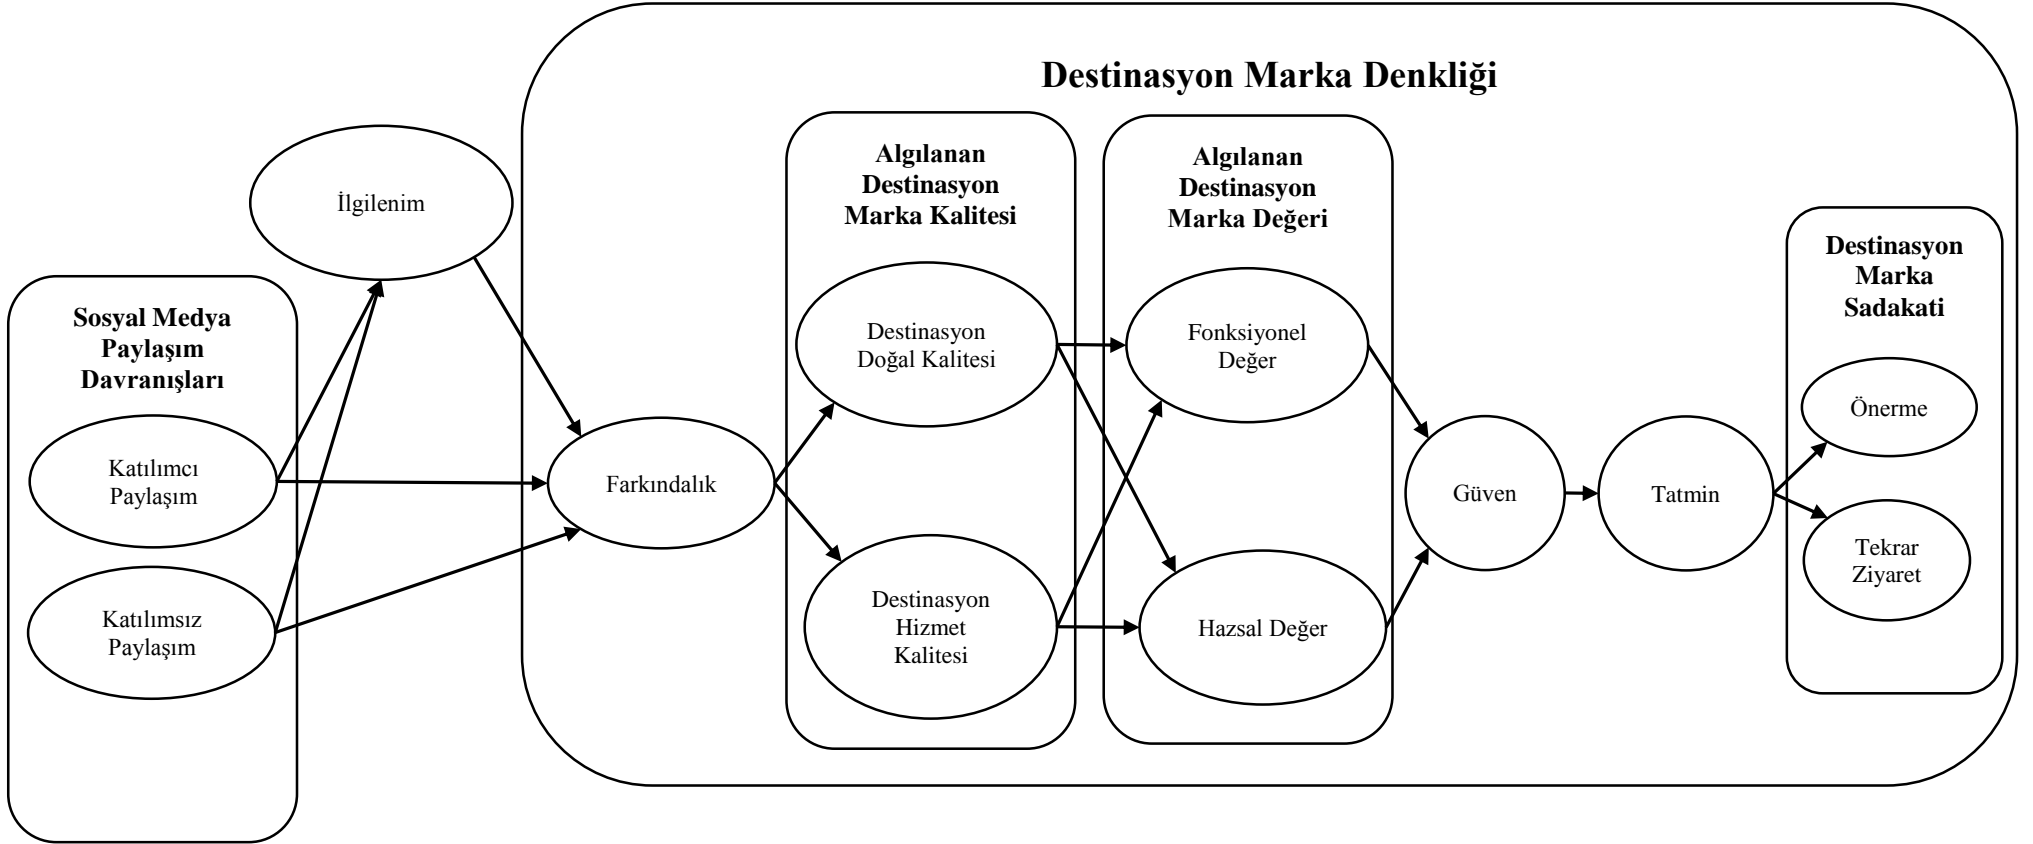 Destinasyon Marka Denkliği
Sosyal Medya
Paylaşım
Davranışları
Katılımcı
Paylaşım
Katılımsız
Paylaşım
İlgilenim
Farkındalık
Algılanan
Destinasyon
Marka Kalitesi
Destinasyon
Doğal Kalitesi
Destinasyon
Hizmet
Kalitesi
Algılanan
Destinasyon
Marka Değeri
Fonksiyonel
Değer
Hazsal Değer
Güven
Tatmin
Destinasyon
Marka
Sadakati
Önerme
Tekrar
Ziyaret